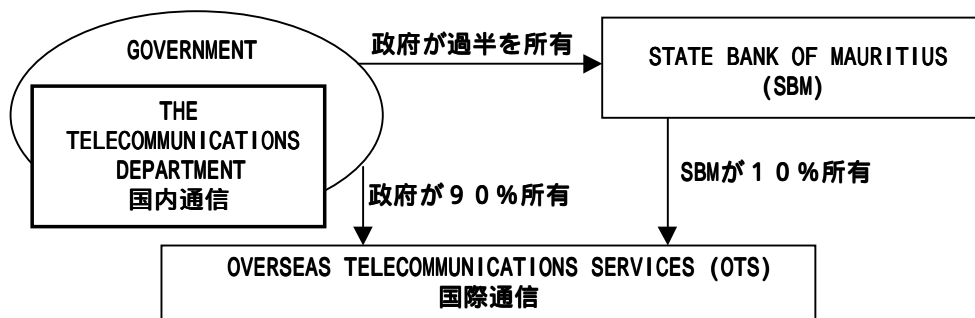 GOVERNMENT
政府が過半を所有
STATE BANK OF MAURITIUS
(SBM)
THE
TELECOMMUNICATIONS
DEPARTMENT
国内通信
政府が９０％所有
SBMが１０％所有
OVERSEAS TELECOMMUNICATIONS SERVICES (OTS)
国際通信